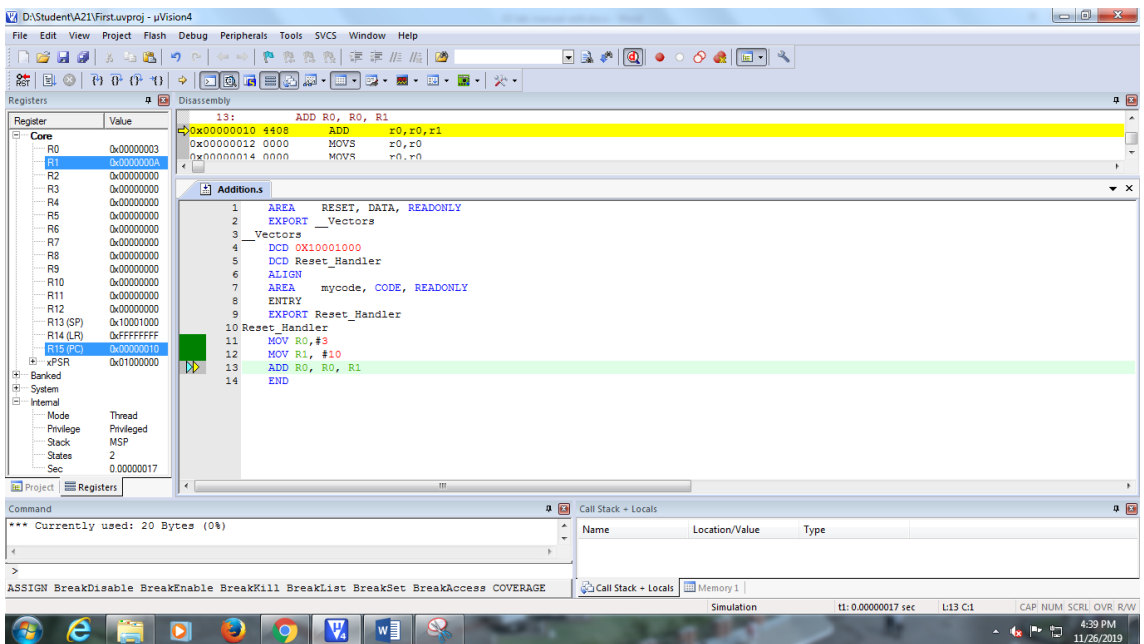 D:\Student\A21\First.uvproj - µVision4
File Edit View Project Flash Debug Peripherals Tools SVCS Window Help
RST
Registers
Register Value
Core
R0 0x00000003
R1 0x0000000A
R2 0x00000000
R3 0x00000000
R4 0x00000000
R5 0x00000000
R6 0x00000000
R7 0x00000000
R8 0x00000000
R9 0x00000000
R10 0x00000000
R11 0x00000000
R12 0x00000000
R13 (SP) 0x10001000
R14 (LR) 0xFFFFFFFF
R15 (PC) 0x00000010
xPSR 0x01000000
Banked
System
Internal
Mode Thread
Privilege Privileged
Stack MSP
States 2
Sec 0.00000017
Project Registers
Disassembly
13: ADD R0, R0, R1
0x00000010 4408 ADD r0,r0,r1
0x00000012 0000 MOVS r0,r0
0x00000014 0000 MOVS r0,r0
Addition.s
1 AREA RESET, DATA, READONLY
2 EXPORT __Vectors
3 __Vectors
4 DCD 0X10001000
5 DCD Reset_Handler
6 ALIGN
7 AREA mycode, CODE, READONLY
8 ENTRY
9 EXPORT Reset_Handler
10 Reset_Handler
11 MOV R0,#3
12 MOV R1, #10
13 ADD R0, R0, R1
14 END
Command
*** Currently used: 20 Bytes (0%)
>
ASSIGN BreakDisable BreakEnable BreakKill BreakList BreakSet BreakAccess COVERAGE
Call Stack + Locals
Name Location/Value Type
Call Stack + Locals Memory 1
Simulation t1: 0.00000017 sec L:13 C:1 CAP NUM SCRL OVR R/W
4:39 PM
11/26/2019